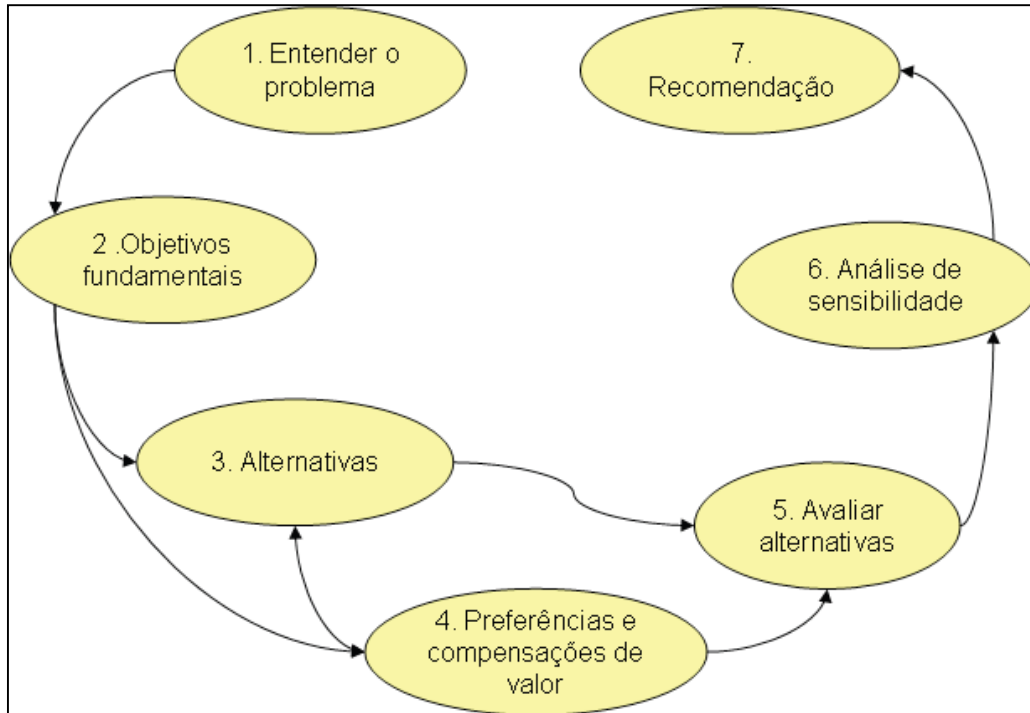 1. Entender o
problema
2 .Objetivos
fundamentais
3. Alternativas
4. Preferências e
compensações de
valor
5. Avaliar
alternativas
6. Análise de
sensibilidade
7.
Recomendação